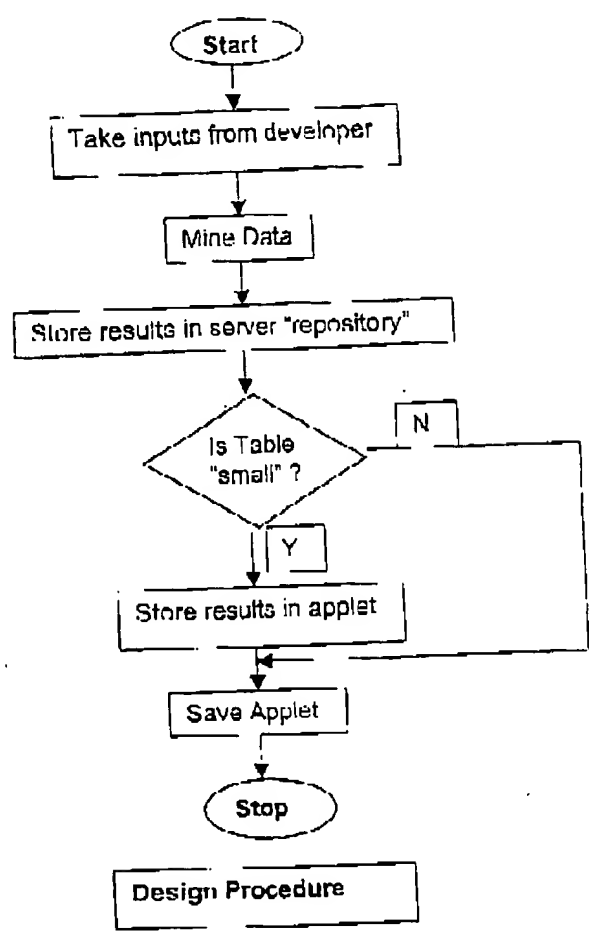 Start
Take inputs from developer
Mine Data
Store results in server "repository"
Is Table
"small" ?
N
Y
Store results in applet
Save Applet
Stop
Design Procedure